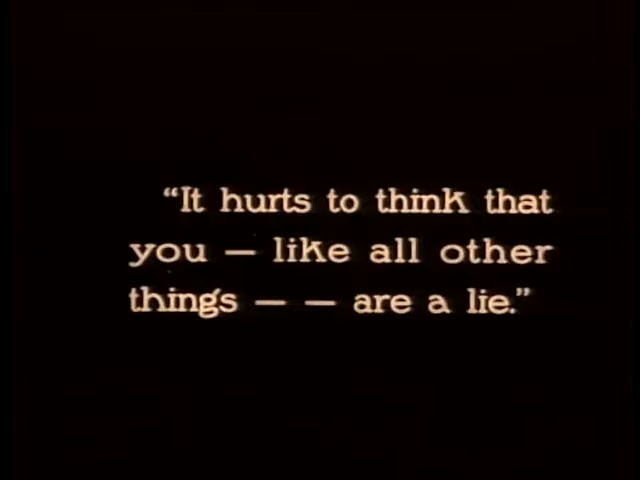 “It hurts to think that
you — like all other
things — — are a lie.”